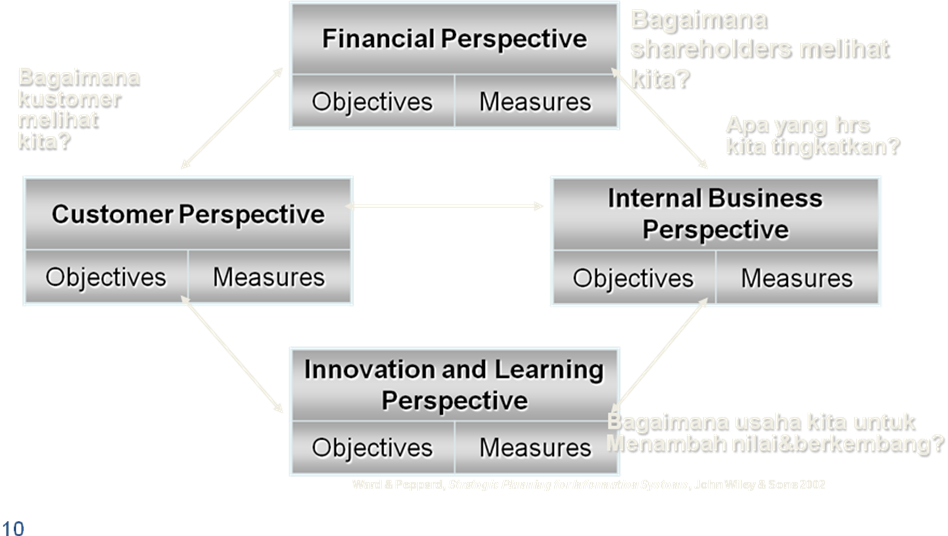 Financial Perspective
Objectives
Measures
Bagaimana
shareholders melihat
kita?
Bagaimana
kustomer
melihat
kita?
Apa yang hrs
kita tingkatkan?
Customer Perspective
Objectives
Measures
Internal Business
Perspective
Objectives
Measures
Innovation and Learning
Perspective
Objectives
Measures
Bagaimana usaha kita untuk
Menambah nilai&berkembang?
Ward & Peppard, Strategic Planning For Information Systems, John Wiley & Sons 2002
10